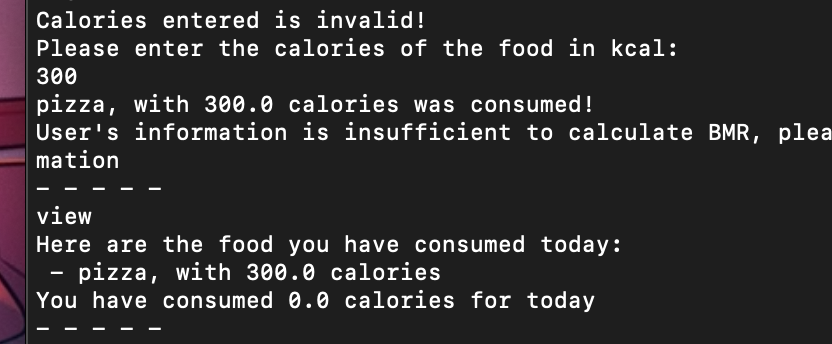 Calories entered is invalid!
Please enter the calories of the food in kcal:
300
pizza, with 300.0 calories was consumed!
User's information is insufficient to calculate BMR, plea
mation
- - - - -
view
Here are the food you have consumed today:
 - pizza, with 300.0 calories
You have consumed 0.0 calories for today
- - - - -